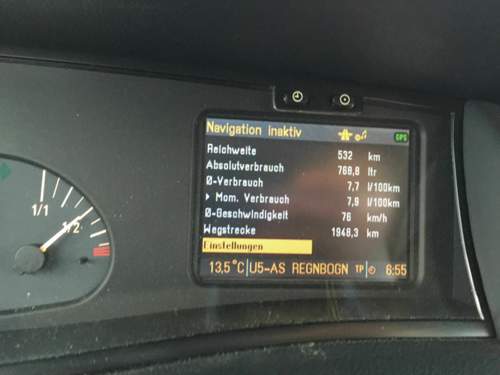 Navigation inaktiv GPS
Reichweite 532 km
Absolutverbrauch 768,8 ltr
Ø-Verbrauch 7,7 l/100km
Mom. Verbrauch 7,9 l/100km
Ø-Geschwindigkeit 76 km/h
Wegstrecke 1948,3 km
Einstellungen
13,5°C U5-AS REGNBOGN TP 6:55
1/1
1/2